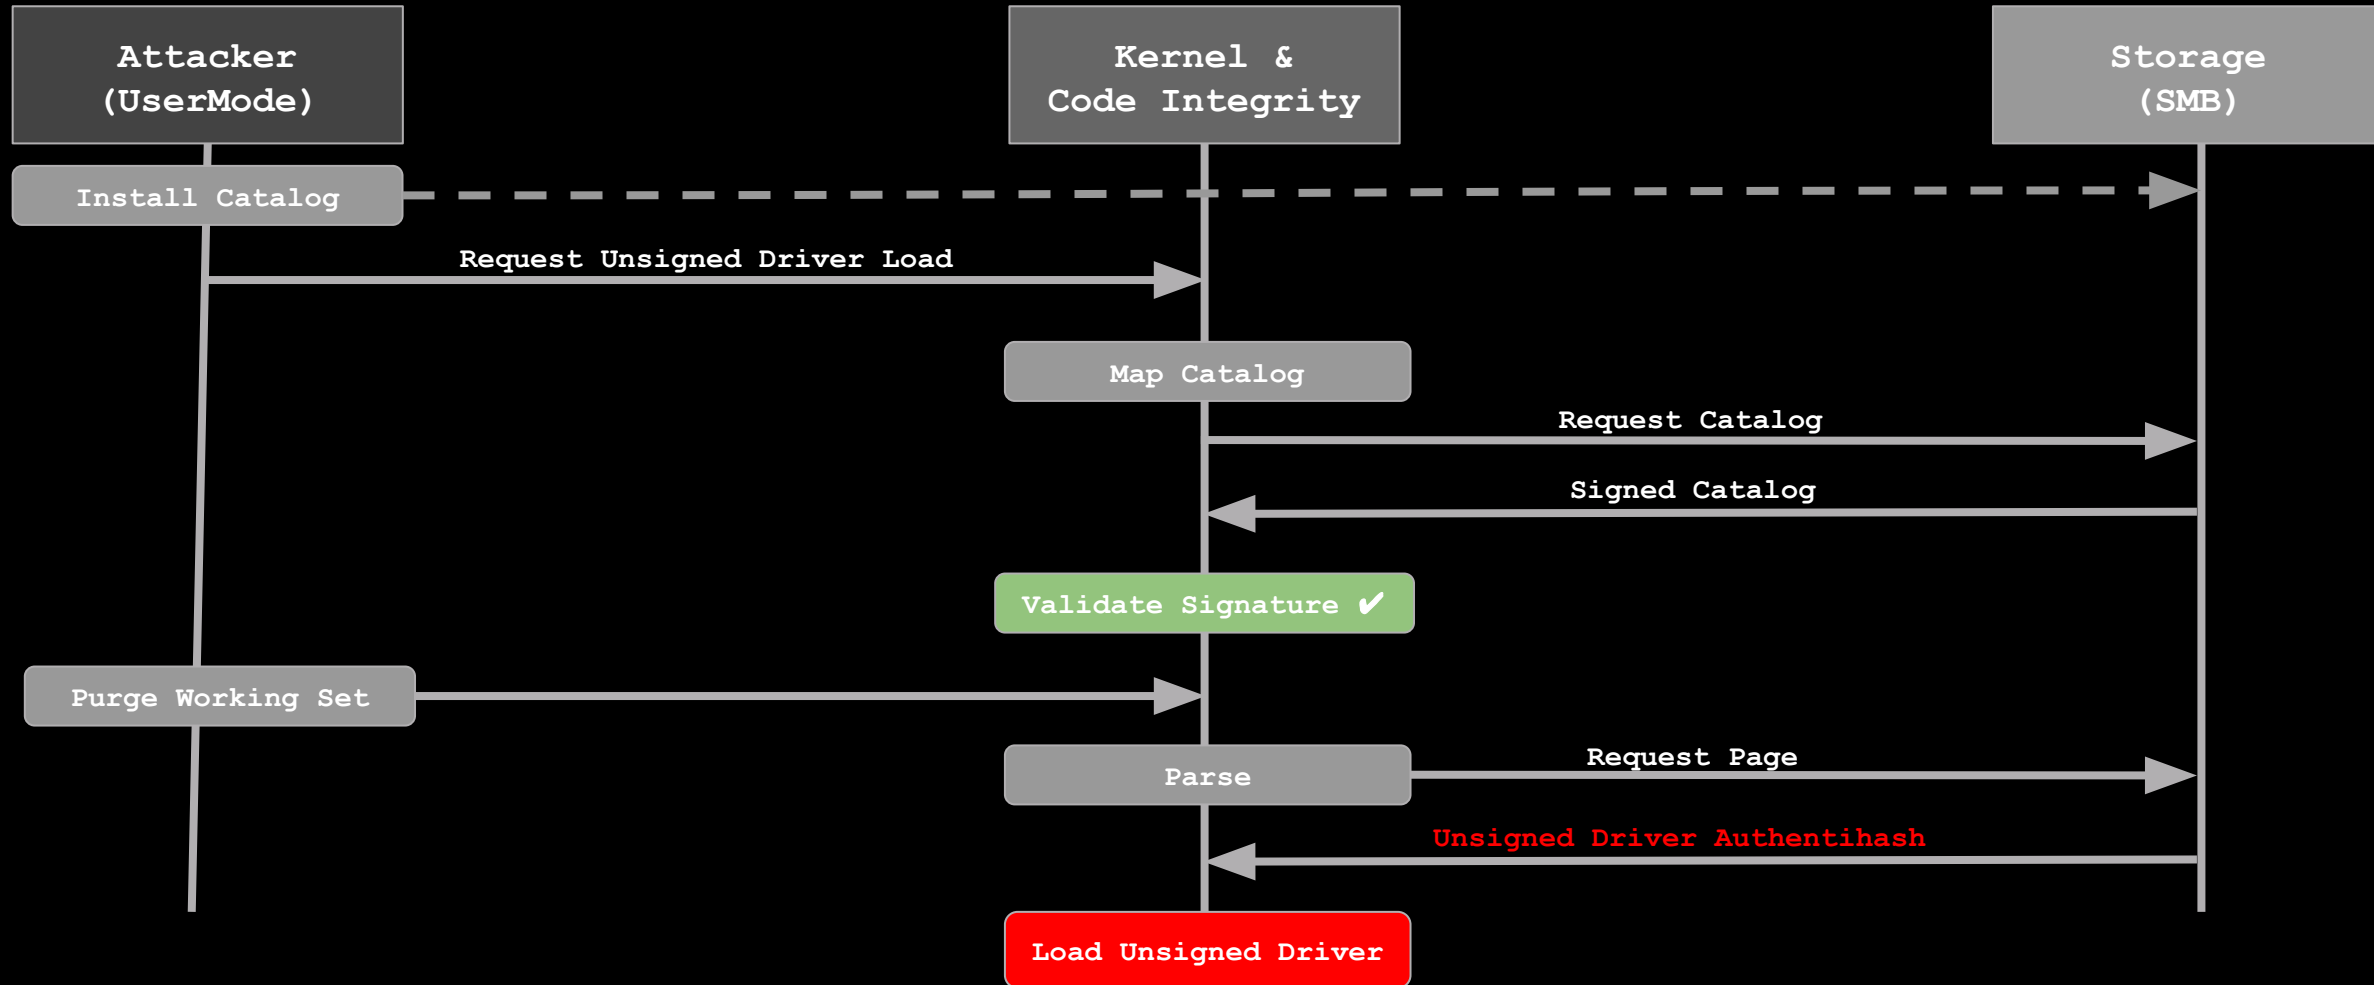 Attacker
(UserMode)
Kernel &
Code Integrity
Storage
(SMB)
Install Catalog
Request Unsigned Driver Load
Map Catalog
Request Catalog
Signed Catalog
Validate Signature ✔
Purge Working Set
Parse
Request Page
Unsigned Driver Authentihash
Load Unsigned Driver